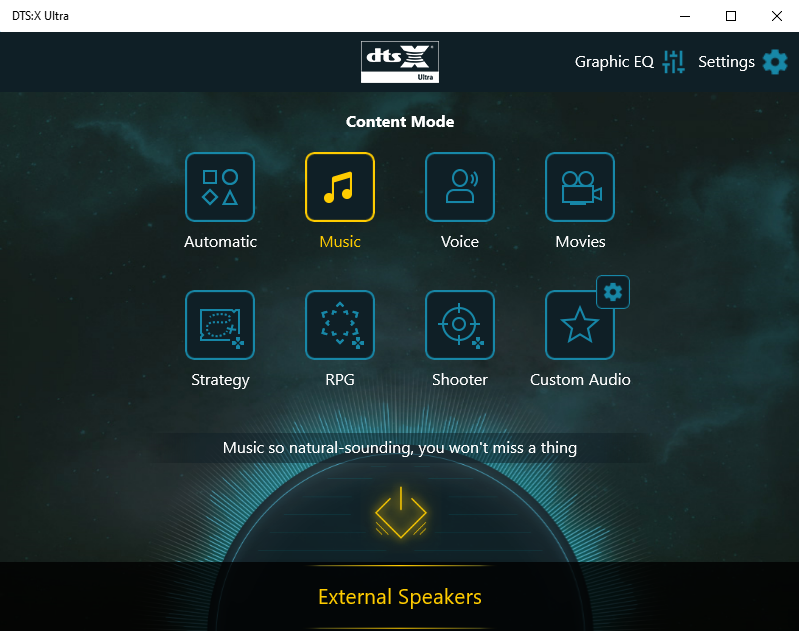 DTS:X Ultra
dts X
Ultra
Graphic EQ
Settings
Content Mode
Automatic
Music
Voice
Movies
Strategy
RPG
Shooter
Custom Audio
Music so natural-sounding, you won't miss a thing
External Speakers